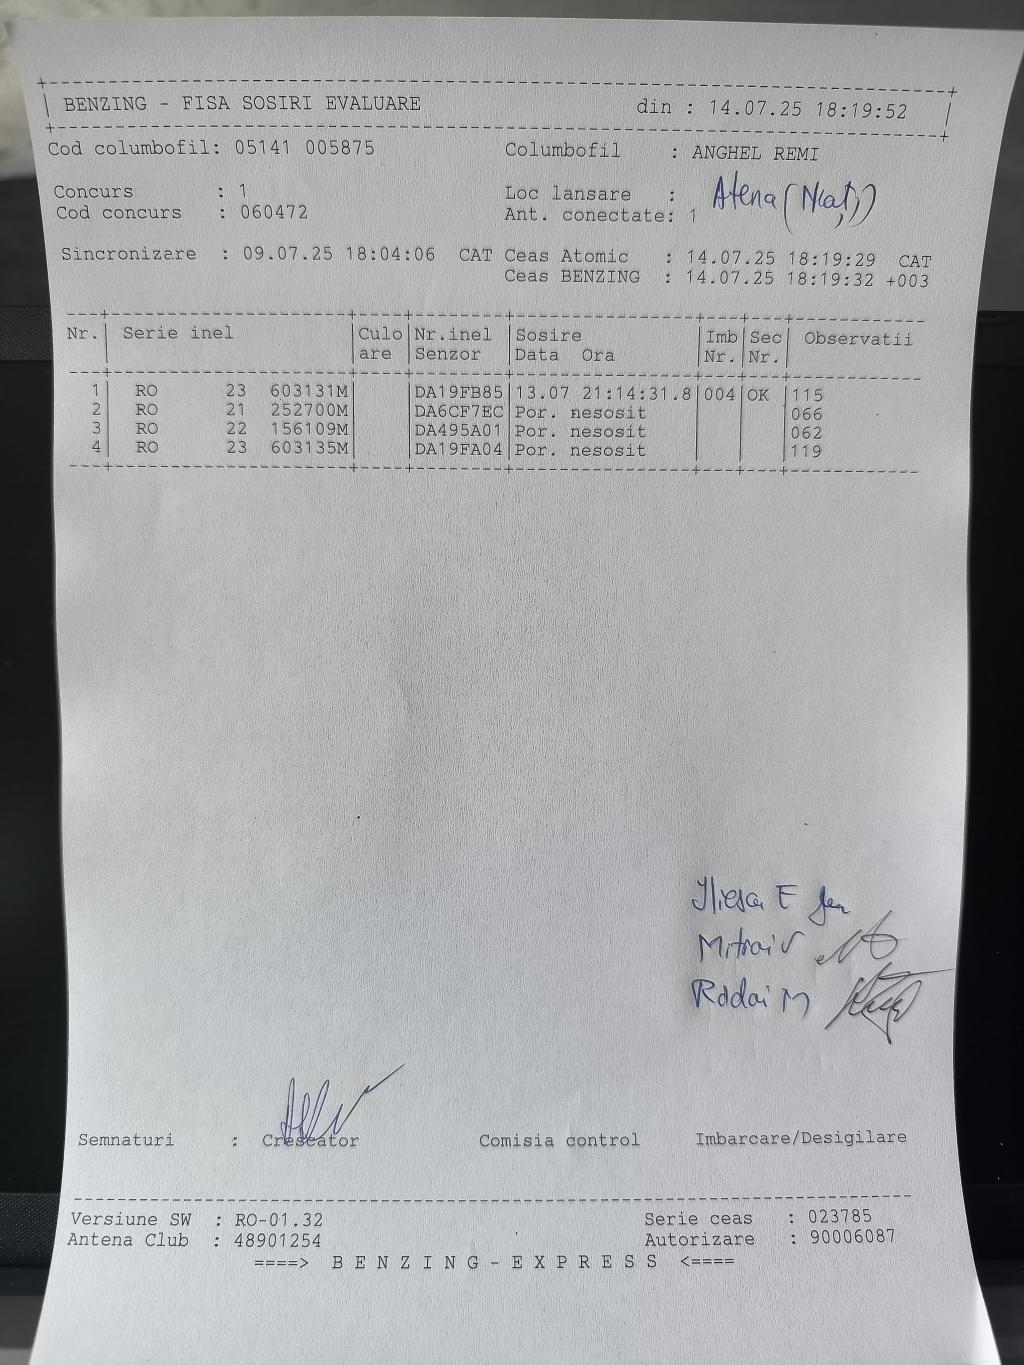 BENZING - FISA SOSIRI EVALUARE din : 14.07.25 18:19:52
Cod columbofil: 05141 005875 Columbofil : ANGHEL REMI
Concurs : 1 Loc lansare : Atena
Cod concurs : 060472 Ant. conectate: 1
Sincronizare : 09.07.25 18:04:06 CAT Ceas Atomic : 14.07.25 18:19:29 CAT
Ceas BENZING : 14.07.25 18:19:32 +003
Nr. Serie inel Culo Nr.inel Sosire Imb Sec Observatii
are Senzor Data Ora Nr. Nr.
1 RO 23 603131M DA19FB85 13.07 21:14:31.8 004 OK 115
2 RO 21 252700M DA6CF7EC Por. nesosit 066
3 RO 22 156109M DA495A01 Por. nesosit 062
4 RO 23 603135M DA19FA04 Por. nesosit 119
Semnaturi : Crescator Comisia control Imbarcare/Desigilare
Versiune SW : RO-01.32 Serie ceas : 023785
Antena Club : 48901254 Autorizare : 90006087
====> B E N Z I N G - E X P R E S S <====